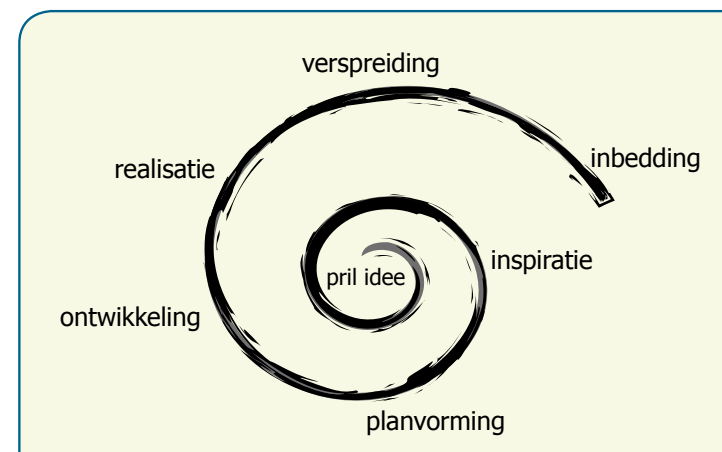 verspreiding
inbedding
realisatie
inspiratie
pril idee
ontwikkeling
planvorming